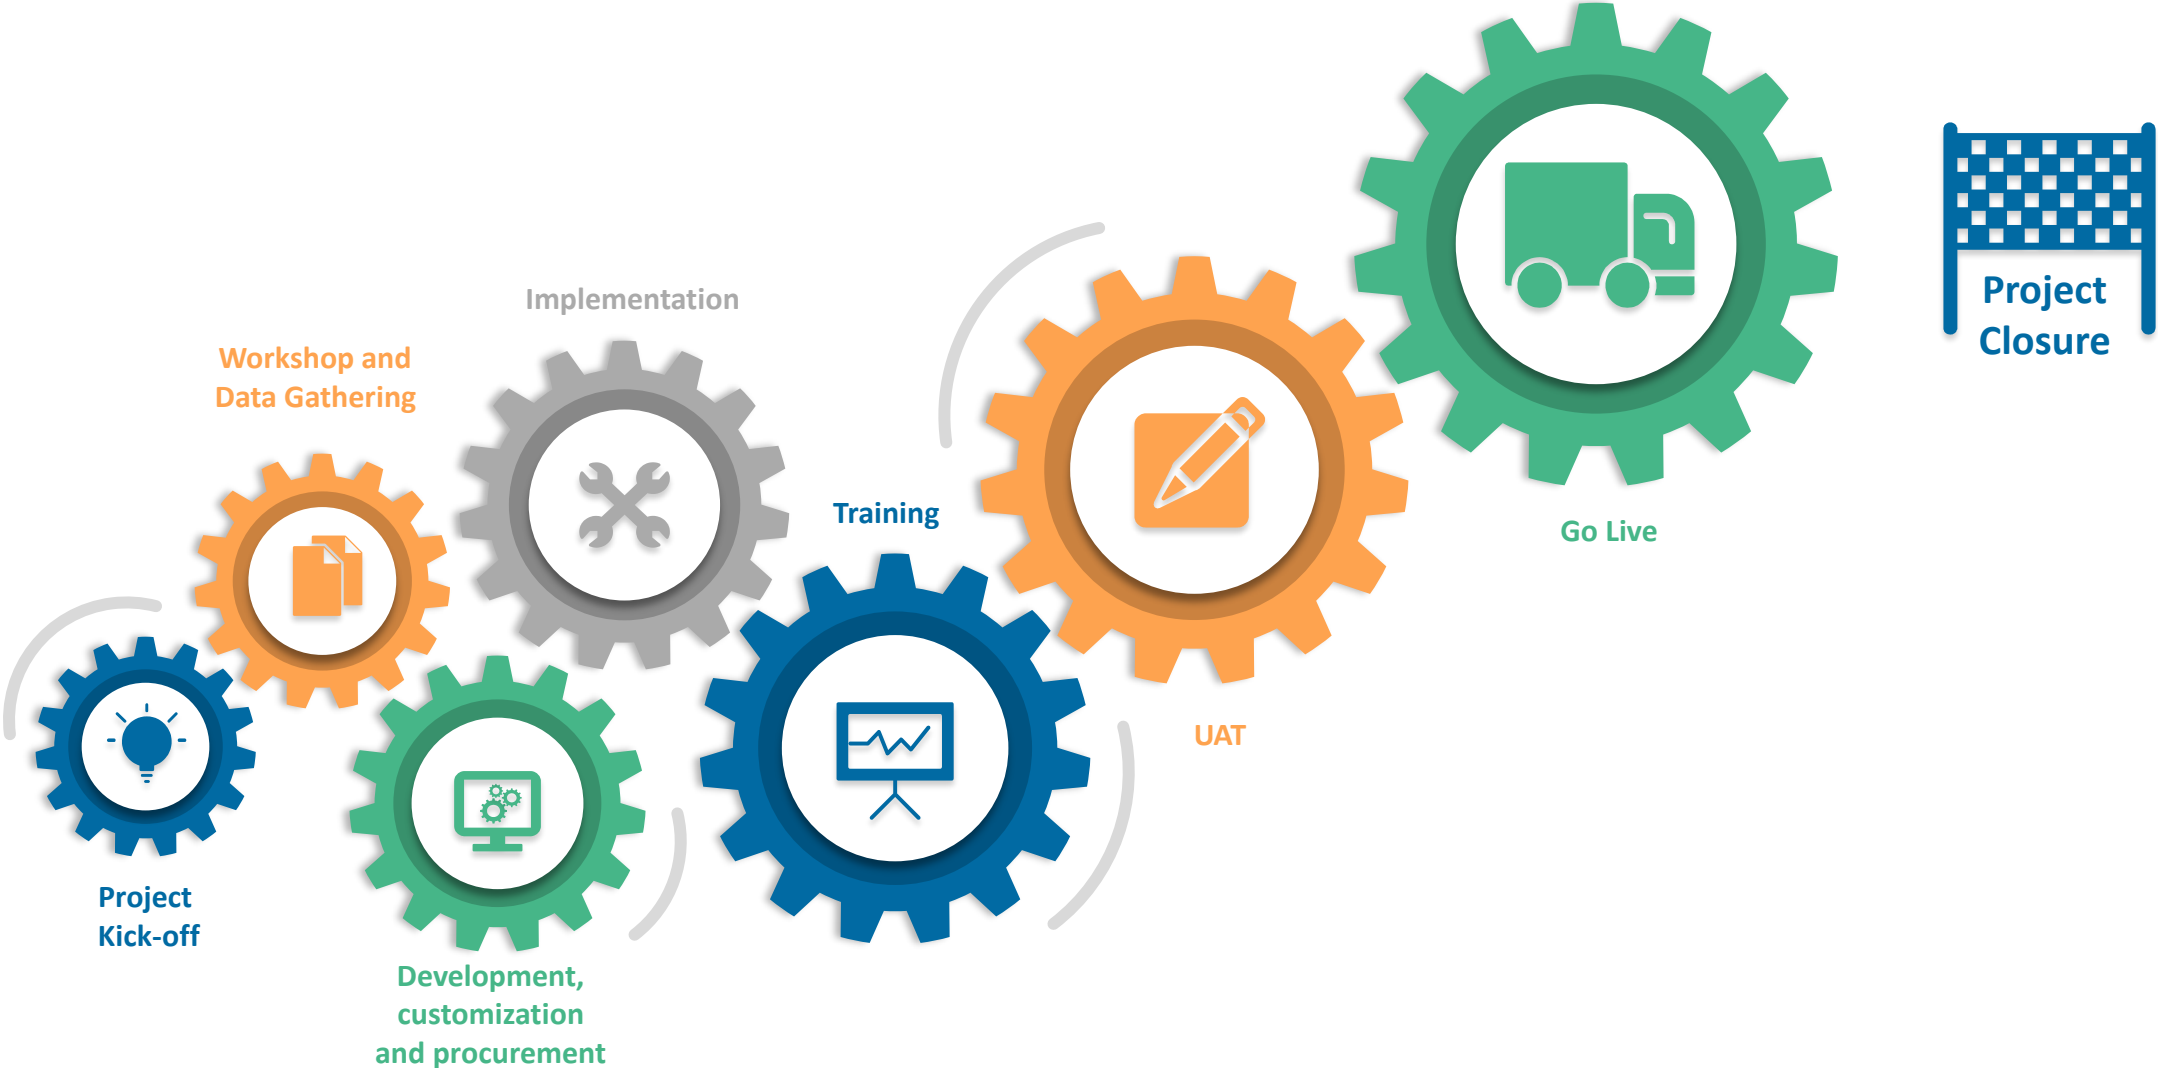 Project
Kick-off
Workshop and
Data Gathering
Development,
customization
and procurement
Implementation
Training
UAT
Go Live
Project
Closure